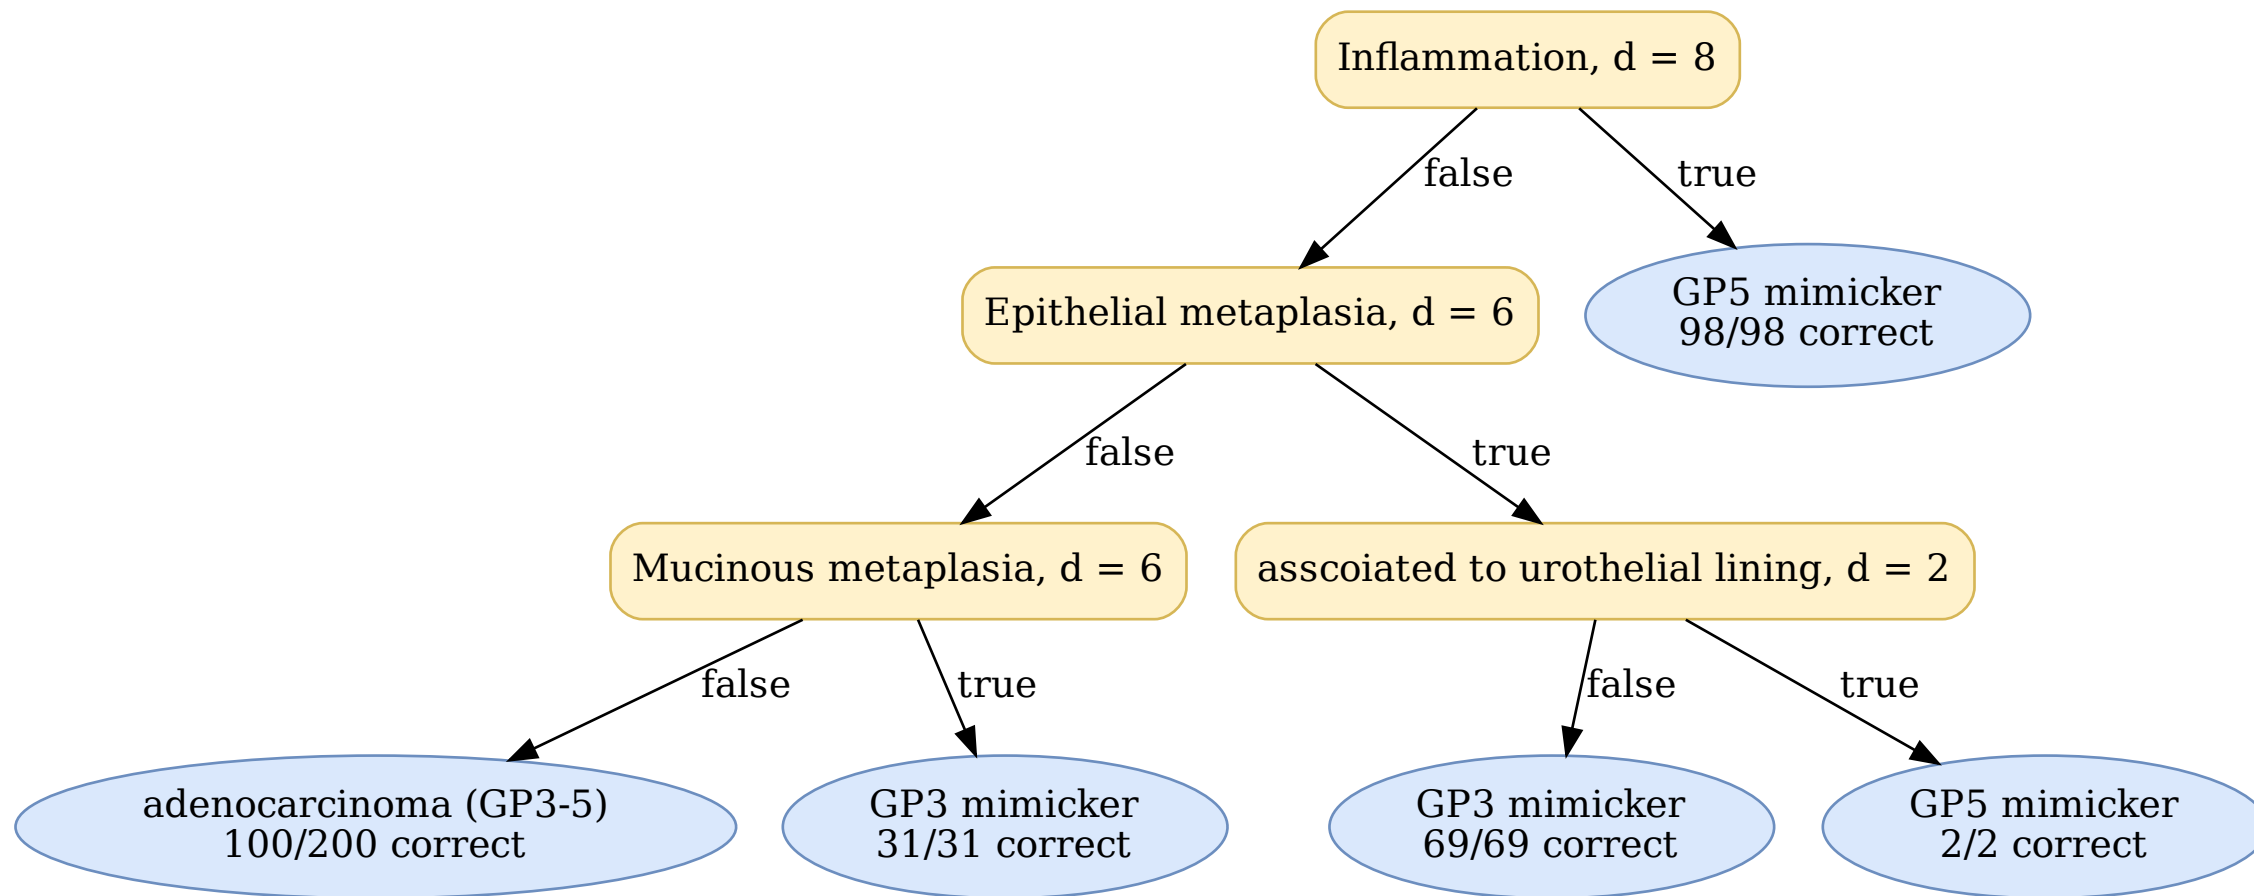 Inflammation, d = 8
false
true
Epithelial metaplasia, d = 6
GP5 mimicker
98/98 correct
false
true
Mucinous metaplasia, d = 6
asscoiated to urothelial lining, d = 2
false
true
false
true
adenocarcinoma (GP3-5)
100/200 correct
GP3 mimicker
31/31 correct
GP3 mimicker
69/69 correct
GP5 mimicker
2/2 correct